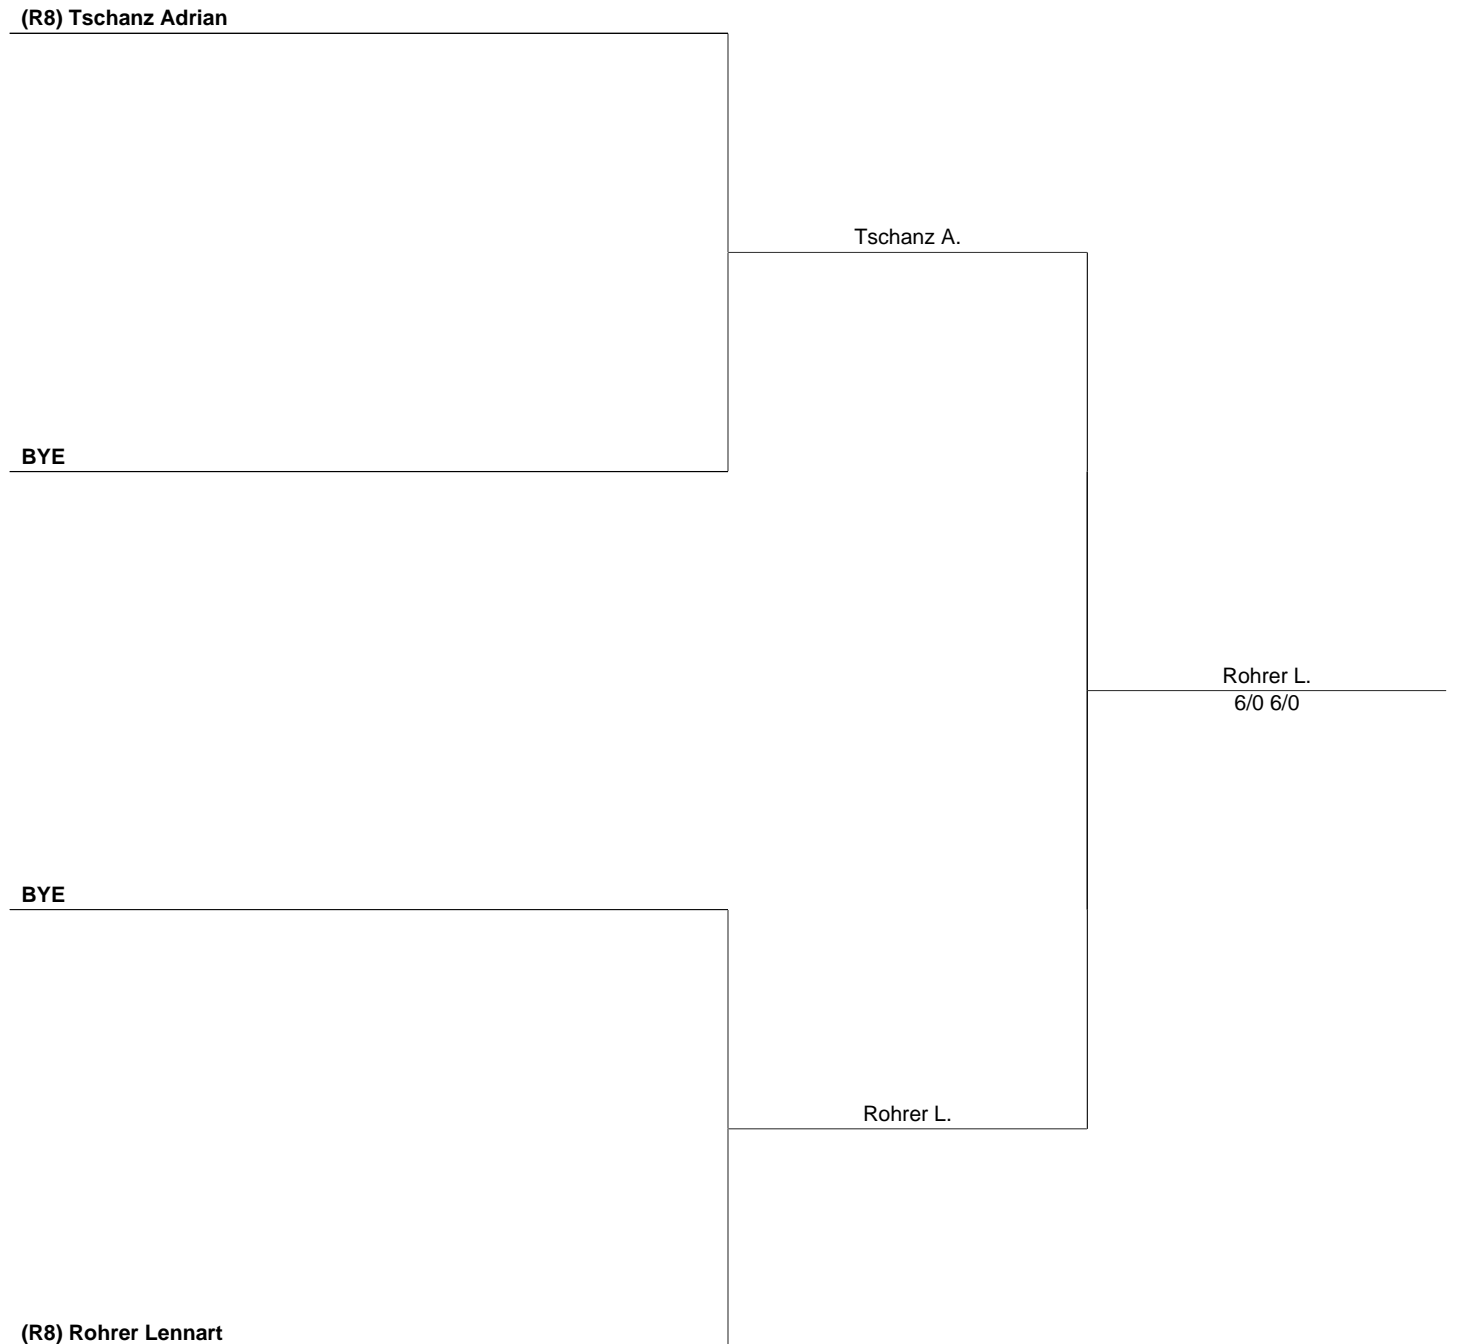 (R8) Tschanz Adrian
Tschanz A.
BYE
Rohrer L.
6/0 6/0
BYE
Rohrer L.
(R8) Rohrer Lennart